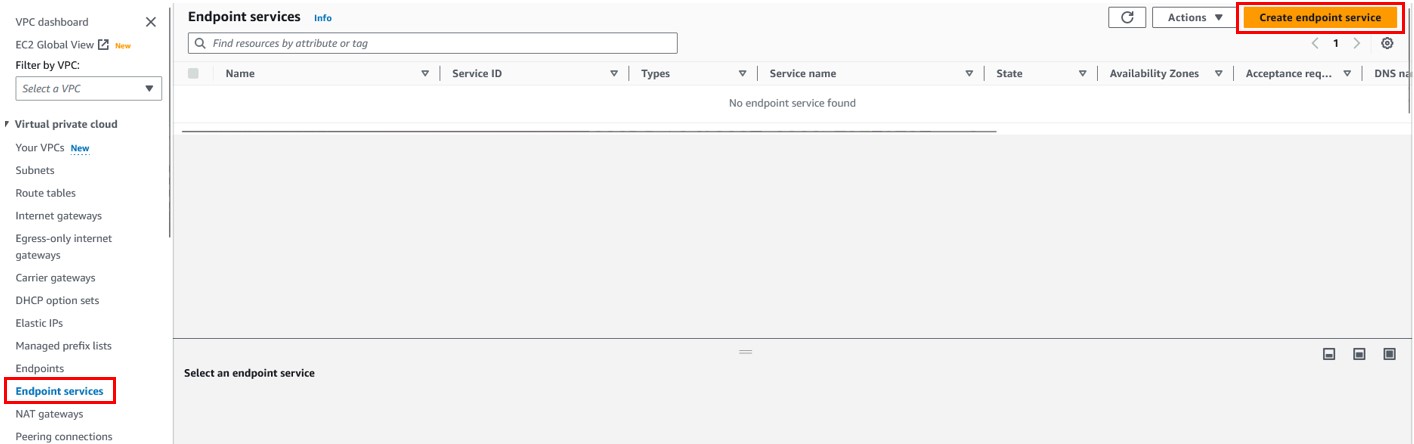 VPC dashboard
EC2 Global View New
Filter by VPC:
Select a VPC
Virtual private cloud
Your VPCs New
Subnets
Route tables
Internet gateways
Egress-only internet
gateways
Carrier gateways
DHCP option sets
Elastic IPs
Managed prefix lists
Endpoints
Endpoint services
NAT gateways
Peering connections
Endpoint services Info
Actions
Create endpoint service
Find resources by attribute or tag
1
Name Service ID Types Service name State Availability Zones Acceptance req... DNS na
No endpoint service found
Select an endpoint service